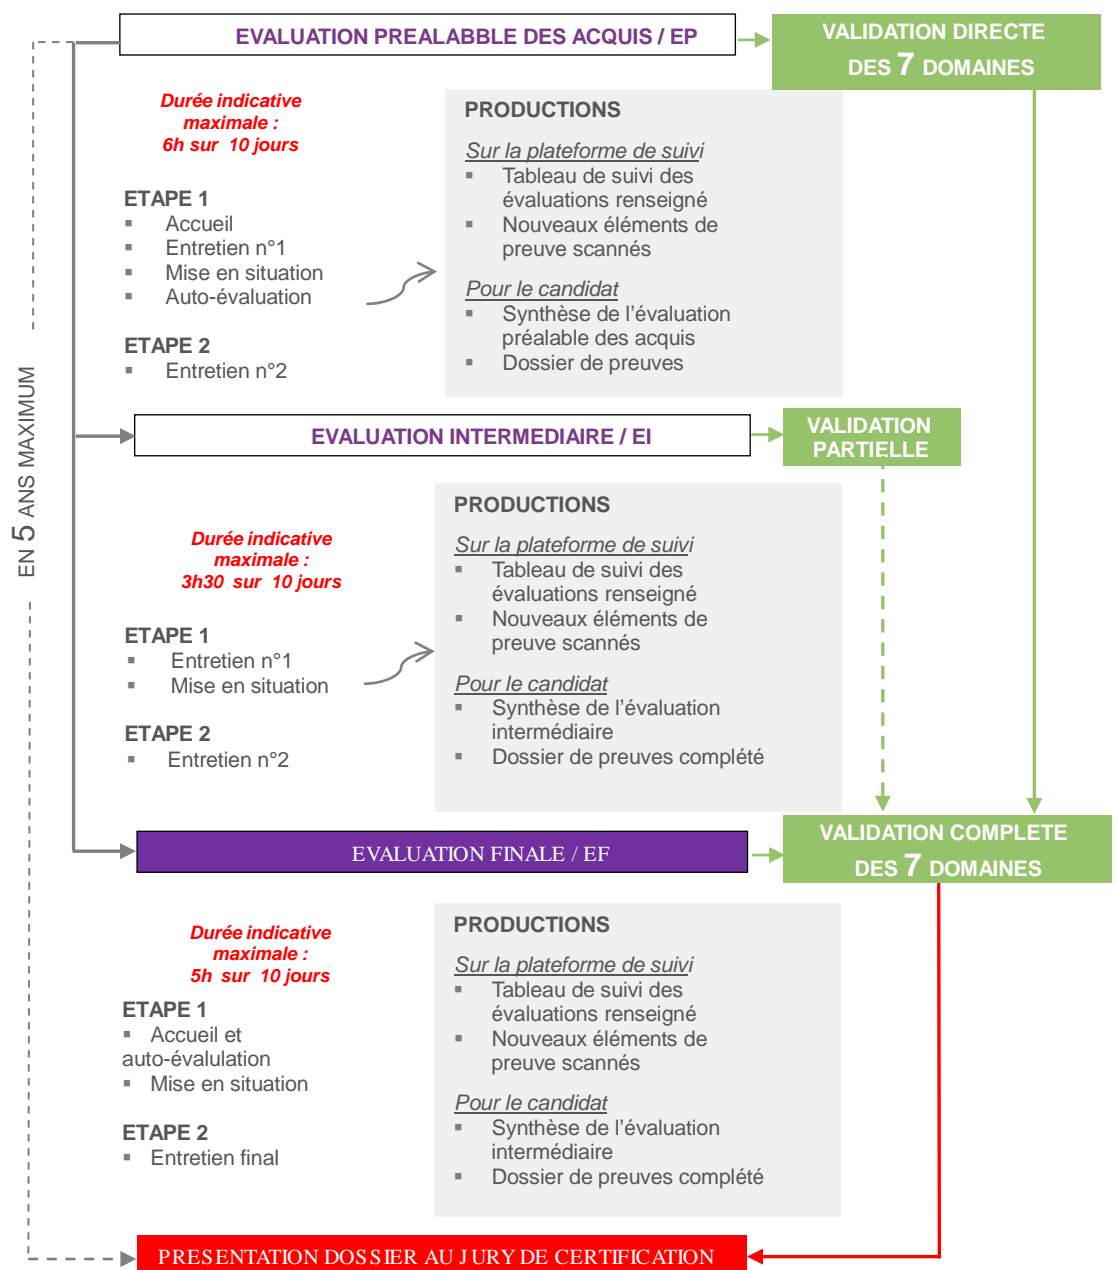 EVALUATION PREALABBLE DES ACQUIS / EP
VALIDATION DIRECTE
DES 7 DOMAINES
Durée indicative
maximale :
6h sur 10 jours
ETAPE 1
▪ Accueil
▪ Entretien n°1
▪ Mise en situation
▪ Auto-évaluation
ETAPE 2
▪ Entretien n°2
PRODUCTIONS
Sur la plateforme de suivi
▪ Tableau de suivi des
évaluations renseigné
▪ Nouveaux éléments de
preuve scannés
Pour le candidat
▪ Synthèse de l'évaluation
préalable des acquis
▪ Dossier de preuves
EN 5 ANS MAXIMUM
EVALUATION INTERMEDIAIRE / EI
VALIDATION
PARTIELLE
Durée indicative
maximale :
3h30 sur 10 jours
ETAPE 1
▪ Entretien n°1
▪ Mise en situation
ETAPE 2
▪ Entretien n°2
PRODUCTIONS
Sur la plateforme de suivi
▪ Tableau de suivi des
évaluations renseigné
▪ Nouveaux éléments de
preuve scannés
Pour le candidat
▪ Synthèse de l'évaluation
intermédiaire
▪ Dossier de preuves complété
EVALUATION FINALE / EF
VALIDATION COMPLETE
DES 7 DOMAINES
Durée indicative
maximale :
5h sur 10 jours
ETAPE 1
▪ Accueil et
auto-évalulation
▪ Mise en situation
ETAPE 2
▪ Entretien final
PRODUCTIONS
Sur la plateforme de suivi
▪ Tableau de suivi des
évaluations renseigné
▪ Nouveaux éléments de
preuve scannés
Pour le candidat
▪ Synthèse de l'évaluation
intermédiaire
▪ Dossier de preuves complété
PRESENTATION DOSSIER AU JURY DE CERTIFICATION